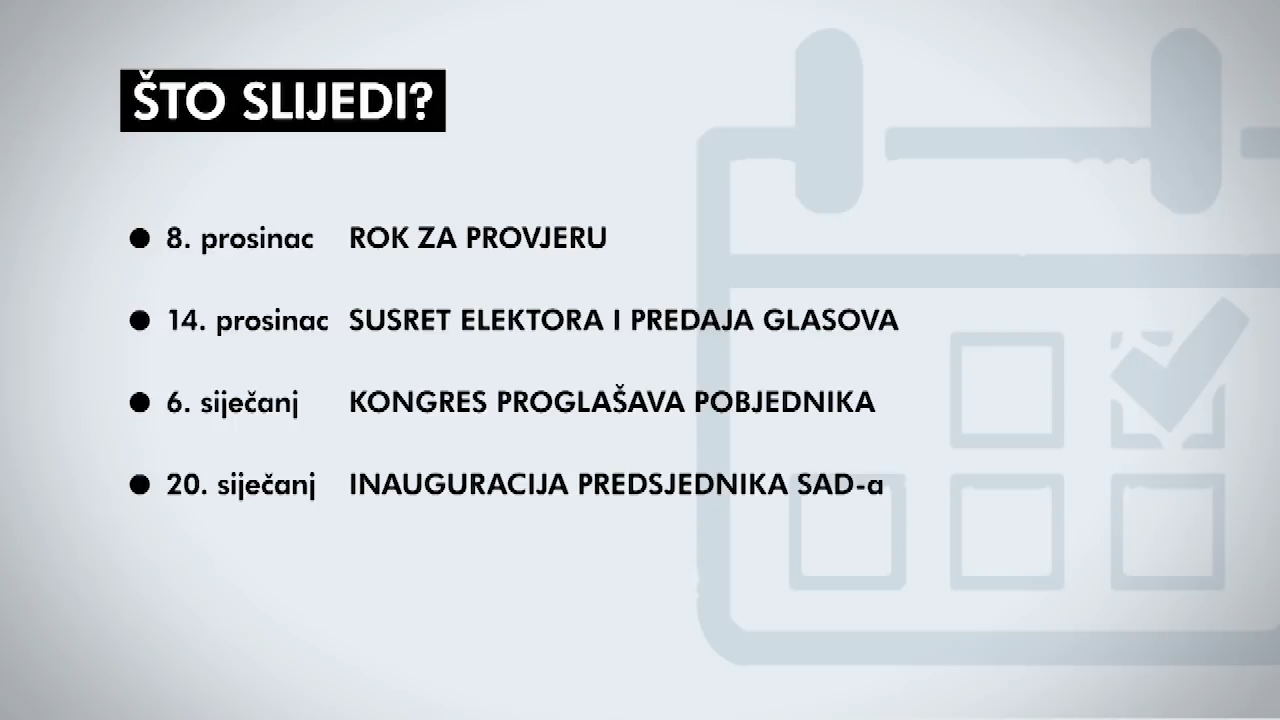 ŠTO SLIJEDI?
● 8. prosinac ROK ZA PROVJERU
● 14. prosinac SUSRET ELEKTORA I PREDAJA GLASOVA
● 6. siječanj KONGRES PROGLAŠAVA POBJEDNIKA
● 20. siječanj INAUGURACIJA PREDSJEDNIKA SAD-a